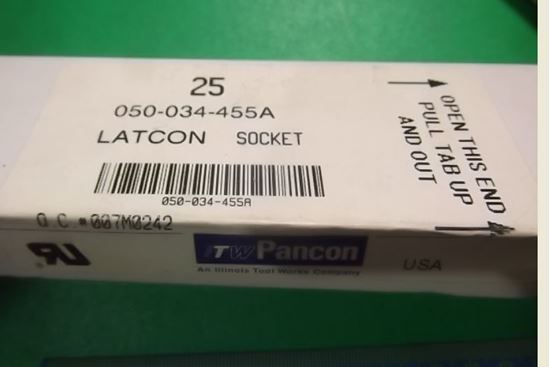 25
050-034-455A
LATCON SOCKET
050-034-455A
OPEN THIS END
PULL TAB UP
AND OUT
Q C #007M0242
ITW Pancon
An Illinois Tool Works Company
USA